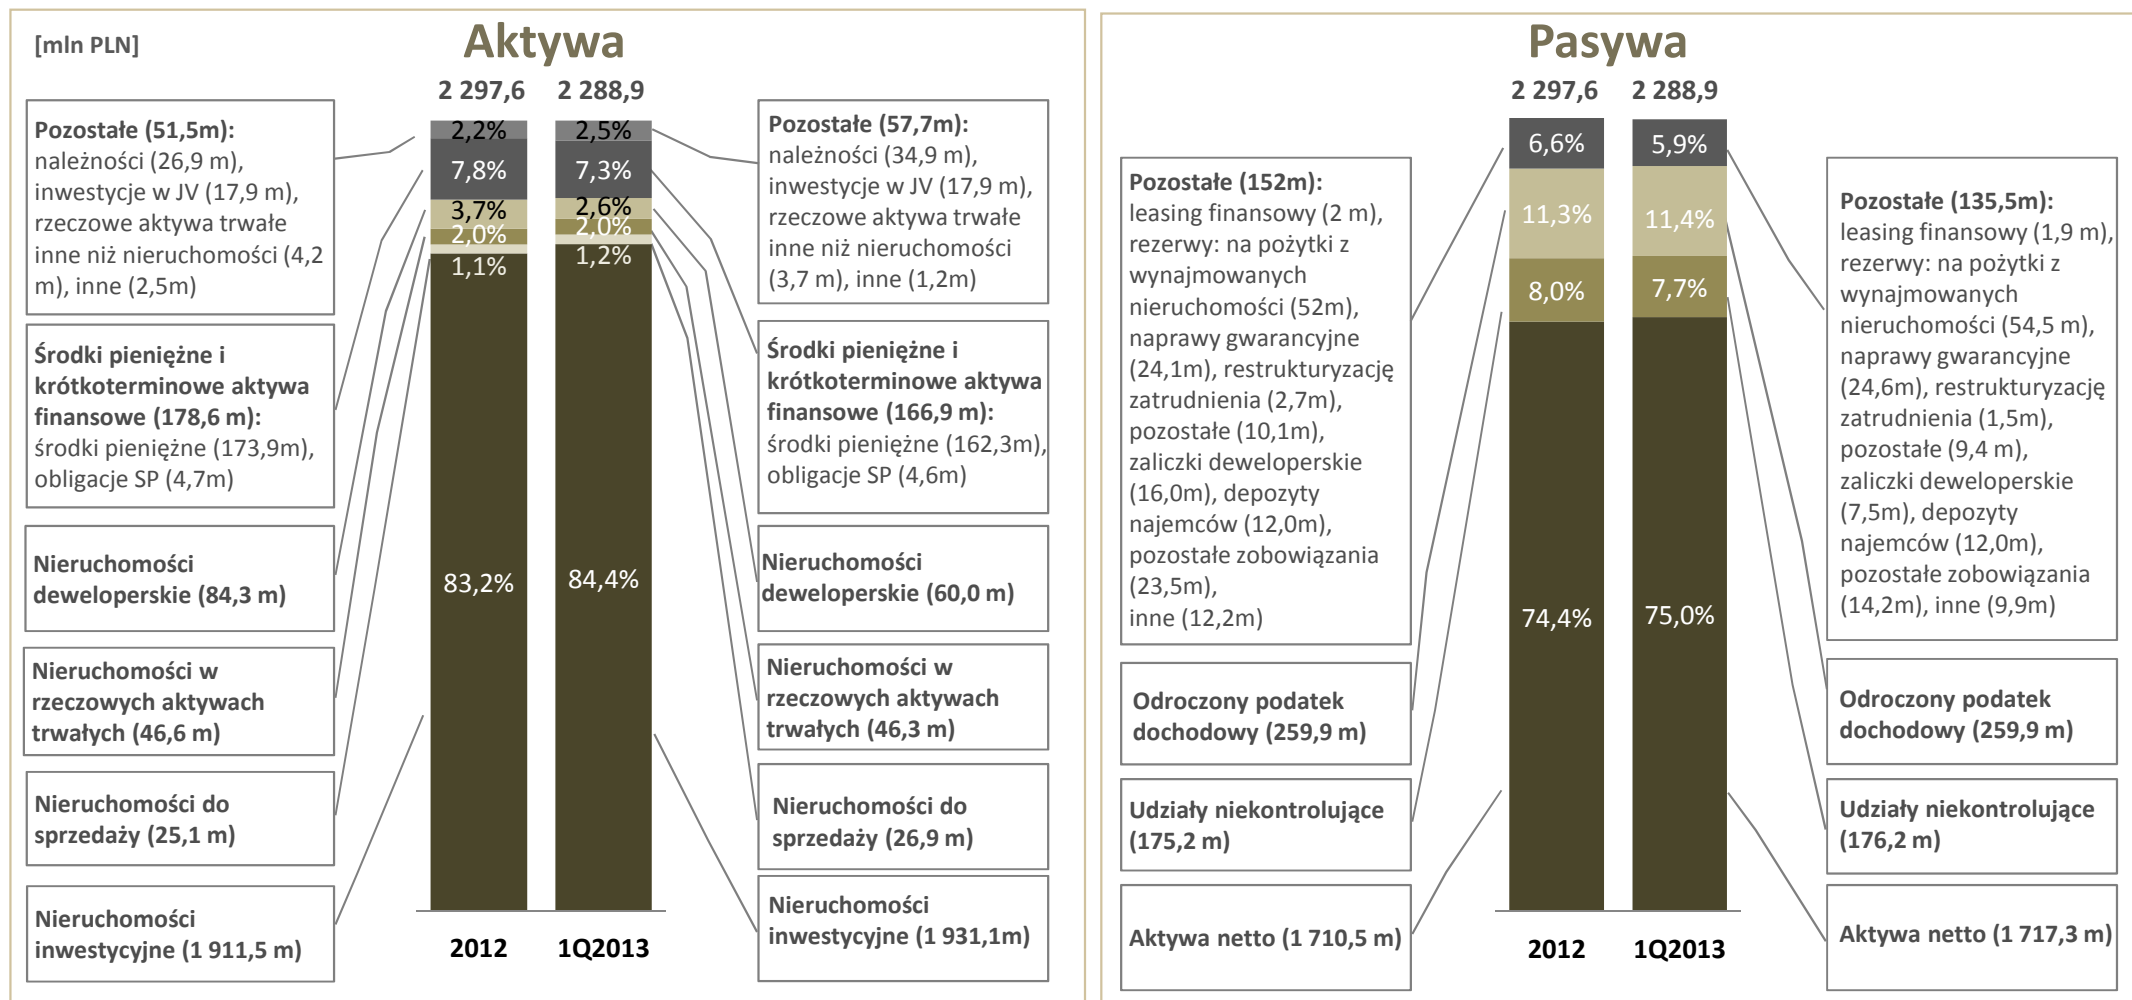 [mln PLN]
Aktywa
2 297,6
2 288,9
Pozostałe (51,5m):
należności (26,9 m),
inwestycje w JV (17,9 m),
rzeczowe aktywa trwałe
inne niż nieruchomości (4,2
m), inne (2,5m)
Środki pieniężne i
krótkoterminowe aktywa
finansowe (178,6 m):
środki pieniężne (173,9m),
obligacje SP (4,7m)
Nieruchomości
deweloperskie (84,3 m)
Nieruchomości w
rzeczowych aktywach
trwałych (46,6 m)
Nieruchomości do
sprzedaży (25,1 m)
Nieruchomości
inwestycyjne (1 911,5 m)
2,2%
2,5%
7,8%
7,3%
3,7%
2,6%
2,0%
2,0%
1,1%
1,2%
83,2%
84,4%
2012
1Q2013
Pozostałe (57,7m):
należności (34,9 m),
inwestycje w JV (17,9 m),
rzeczowe aktywa trwałe
inne niż nieruchomości
(3,7 m), inne (1,2m)
Środki pieniężne i
krótkoterminowe aktywa
finansowe (166,9 m):
środki pieniężne (162,3m),
obligacje SP (4,6m)
Nieruchomości
deweloperskie (60,0 m)
Nieruchomości w
rzeczowych aktywach
trwałych (46,3 m)
Nieruchomości do
sprzedaży (26,9 m)
Nieruchomości
inwestycyjne (1 931,1m)
Pasywa
2 297,6
2 288,9
Pozostałe (152m):
leasing finansowy (2 m),
rezerwy: na pożytki z
wynajmowanych
nieruchomości (52m),
naprawy gwarancyjne
(24,1m), restrukturyzację
zatrudnienia (2,7m),
pozostałe (10,1m),
zaliczki deweloperskie
(16,0m), depozyty
najemców (12,0m),
pozostałe zobowiązania
(23,5m),
inne (12,2m)
Odroczony podatek
dochodowy (259,9 m)
Udziały niekontrolujące
(175,2 m)
Aktywa netto (1 710,5 m)
6,6%
5,9%
11,3%
11,4%
8,0%
7,7%
74,4%
75,0%
2012
1Q2013
Pozostałe (135,5m):
leasing finansowy (1,9 m),
rezerwy: na pożytki z
wynajmowanych
nieruchomości (54,5 m),
naprawy gwarancyjne
(24,6m), restrukturyzację
zatrudnienia (1,5m),
pozostałe (9,4 m),
zaliczki deweloperskie
(7,5m), depozyty
najemców (12,0m),
pozostałe zobowiązania
(14,2m), inne (9,9m)
Odroczony podatek
dochodowy (259,9 m)
Udziały niekontrolujące
(176,2 m)
Aktywa netto (1 717,3 m)